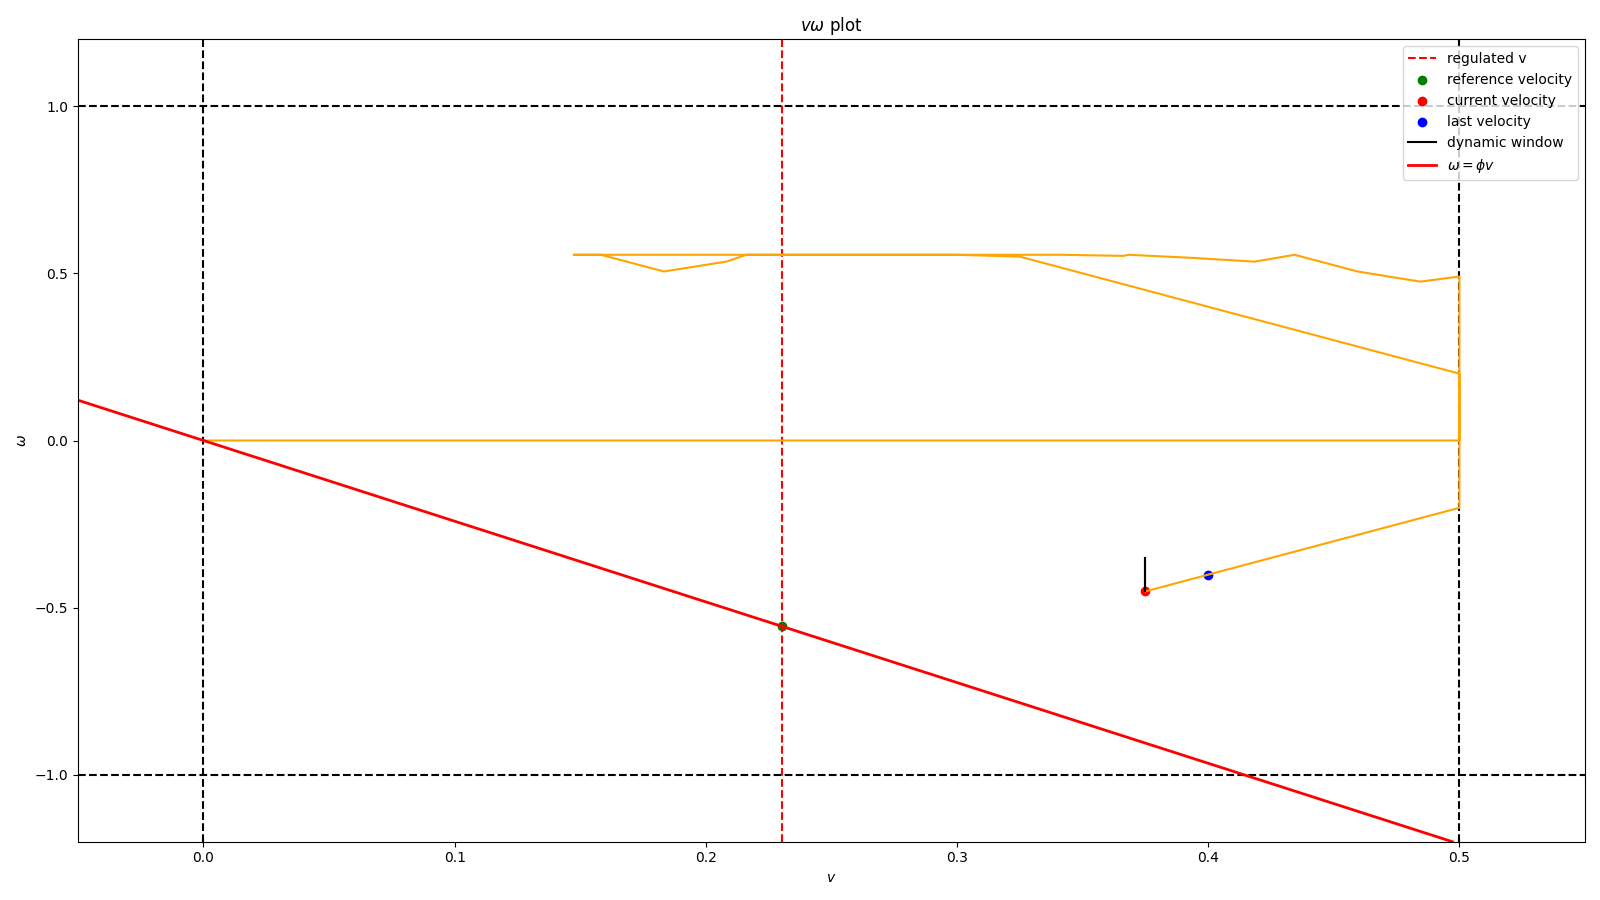 vω plot
regulated v
reference velocity
current velocity
last velocity
dynamic window
ω = ϕv
1.0
0.5
0.0
−0.5
−1.0
ω
0.0 0.1 0.2 0.3 0.4 0.5
v